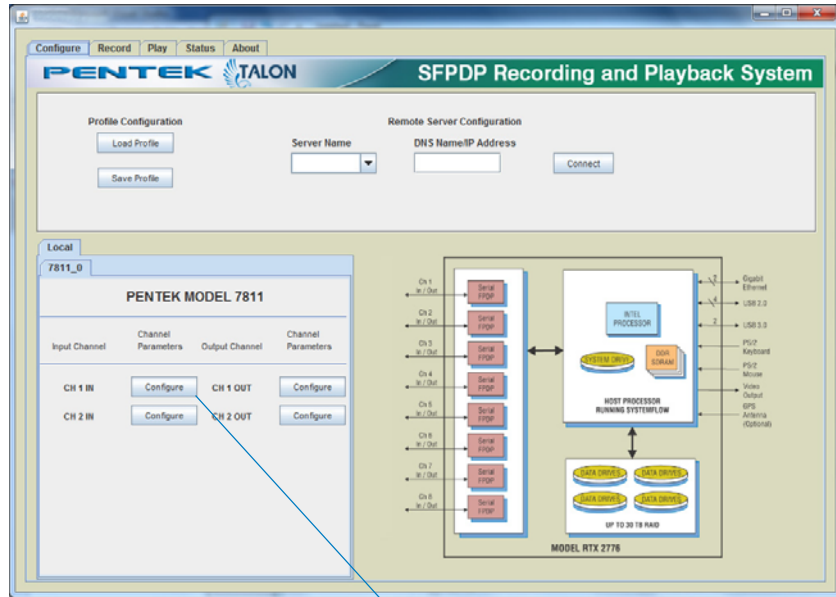 Configure Record Play Status About
PENTEK TALON SFPDP Recording and Playback System
Profile Configuration
Load Profile
Save Profile
Remote Server Configuration
Server Name
DNS Name/IP Address
Connect
Local
7811_0
PENTEK MODEL 7811
Input Channel
Channel Parameters
Output Channel
Channel Parameters
CH 1 IN Configure CH 1 OUT Configure
CH 2 IN Configure CH 2 OUT Configure
Ch 1
In / Out
Serial
FPDP
Ch 2
In / Out
Serial
FPDP
Ch 3
In / Out
Serial
FPDP
Ch 4
In / Out
Serial
FPDP
Ch 5
In / Out
Serial
FPDP
Ch 6
In / Out
Serial
FPDP
Ch 7
In / Out
Serial
FPDP
Ch 8
In / Out
Serial
FPDP
INTEL
PROCESSOR
SYSTEM DRIVE
DDR
SDRAM
HOST PROCESSOR
RUNNING SYSTEMFLOW
2
Gigabit
Ethernet
4
USB 2.0
2
USB 3.0
PS/2
Keyboard
PS/2
Mouse
Video
Output
GPS
Antenna
(Optional)
DATA DRIVES
DATA DRIVES
DATA DRIVES
DATA DRIVES
UP TO 20 TB RAID
MODEL RTX 2776